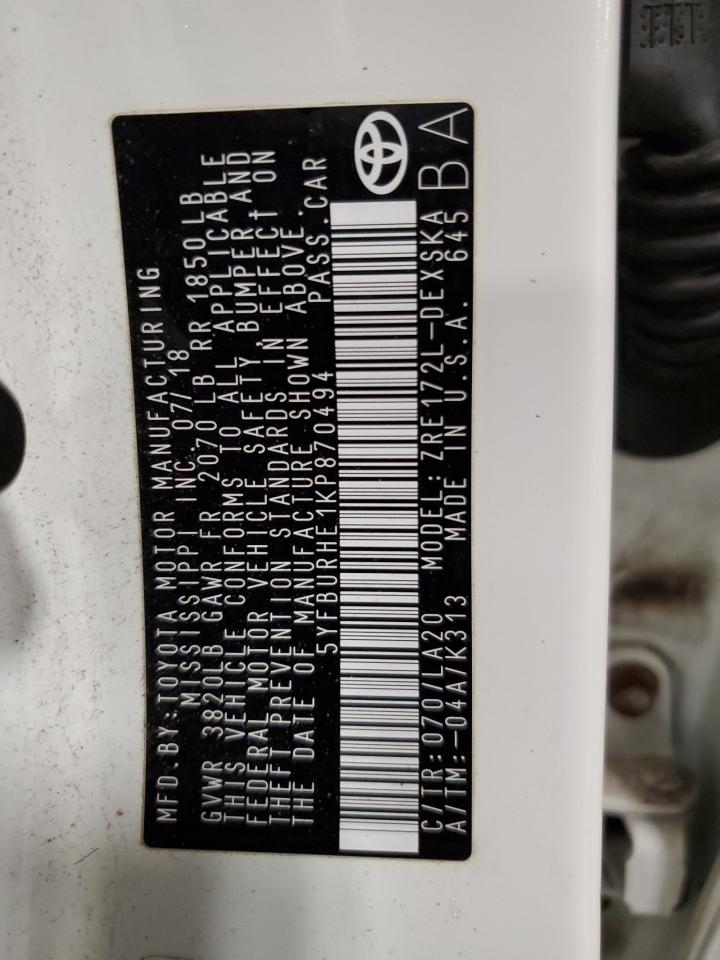 MFD.BY:TOYOTA MOTOR MANUFACTURING
MISSISSIPPI INC. 07/18
GVWR 3820LB GAWR FR 2070LB RR 1850LB
THIS VEHICLE CONFORMS TO ALL APPLICABLE
FEDERAL MOTOR VEHICLE SAFETY, BUMPER AND
THEFT PREVENTION STANDARDS IN EFFECT ON
THE DATE OF MANUFACTURE SHOWN ABOVE.
5YFBURHE1KP870494 PASS.CAR
C/TR:070/LA20 MODEL:ZRE172L-DEXSKA
A/TM:-04A/K313 MADE IN U.S.A. 645
BA